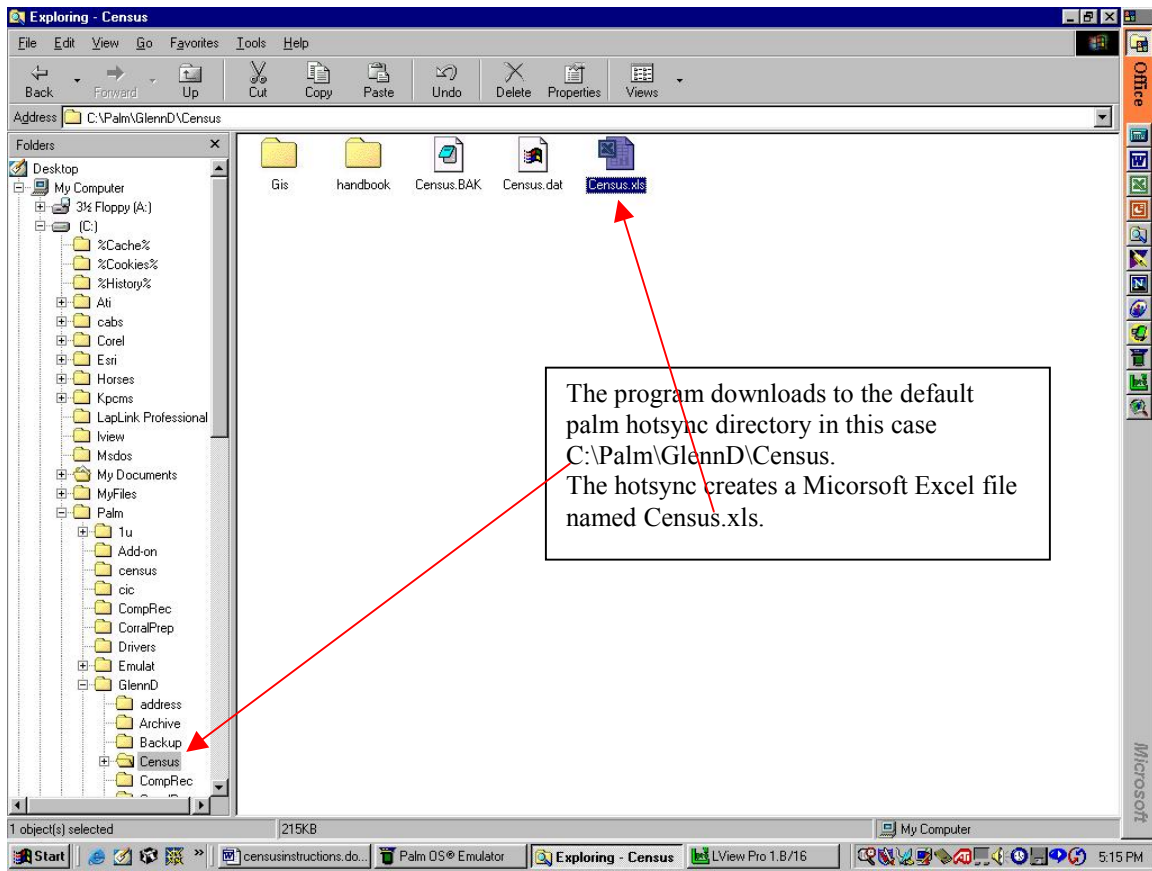 Exploring - Census
File Edit View Go Favorites Tools Help
Back Forward Up Cut Copy Paste Undo Delete Properties Views
Address C:\Palm\GlennD\Census
Folders
Desktop
My Computer
3½ Floppy (A:)
(C:)
%Cache%
%Cookies%
%History%
Ati
cabs
Corel
Esri
Horses
Kpcms
LapLink Professional
lview
Msdos
My Documents
MyFiles
Palm
1u
Add-on
census
cic
CompRec
CorralPrep
Drivers
Emulat
GlennD
address
Archive
Backup
Census
CompRec
Gis handbook Census.BAK Census.dat Census.xls
The program downloads to the default
palm hotsync directory in this case
C:\Palm\GlennD\Census.
The hotsync creates a Micorsoft Excel file
named Census.xls.
Office
Microsoft
1 object(s) selected 215KB My Computer
Start censusinstructions.do... Palm OS® Emulator Exploring - Census LView Pro 1.B/16 5:15 PM